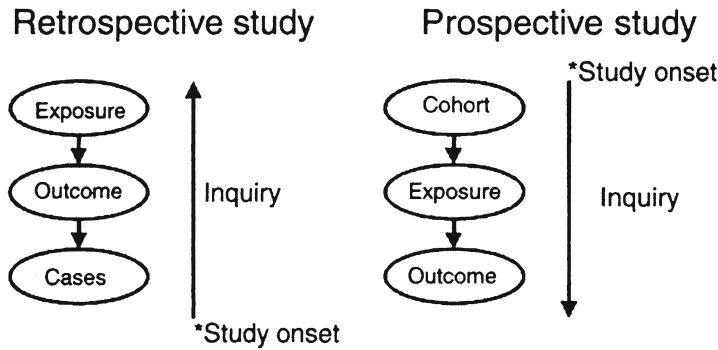 Retrospective study
Exposure
Outcome
Cases
Inquiry
*Study onset
Prospective study
*Study onset
Cohort
Exposure
Outcome
Inquiry